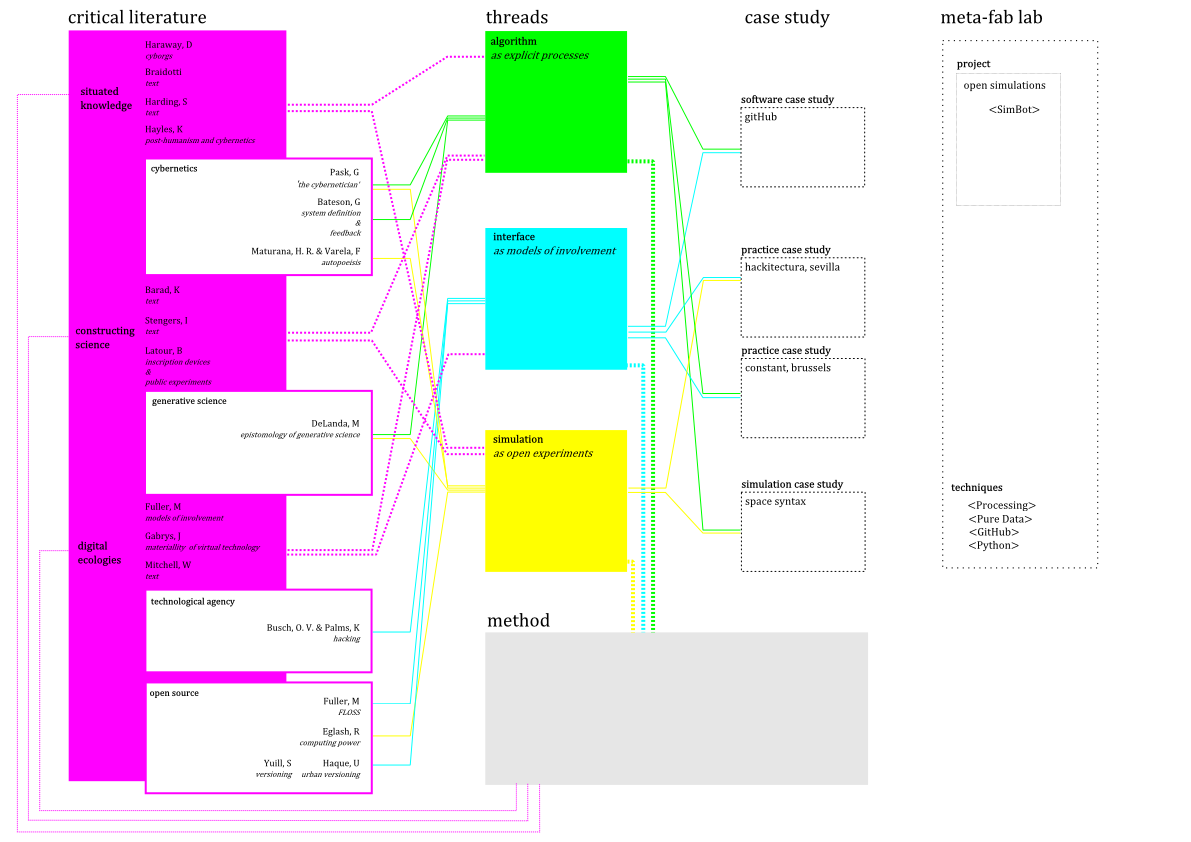 critical literature
threads
case study
meta-fab lab
Haraway, D
cyborgs
Braidotti
text
situated
knowledge
Harding, S
text
Hayles, K
post-humanism and cybernetics
cybernetics
Pask, G
'the cybernetician'
Bateson, G
system definition
&
feedback
Maturana, H. R. & Varela, F
autopoeisis
Barad, K
text
constructing
science
Stengers, I
text
Latour, B
inscription devices
&
public experiments
generative science
DeLanda, M
epistomology of generative science
Fuller, M
models of involvement
digital
ecologies
Gabrys, J
materiallity of virtual technology
Mitchell, W
text
technological agency
Busch, O. V. & Palms, K
hacking
open source
Fuller, M
FLOSS
Eglash, R
computing power
Yuill, S
versioning
Haque, U
urban versioning
algorithm
as explicit processes
interface
as models of involvement
simulation
as open experiments
method
software case study
gitHub
practice case study
hackitectura, sevilla
practice case study
constant, brussels
simulation case study
space syntax
project
open simulations
<SimBot>
techniques
<Processing>
<Pure Data>
<GitHub>
<Python>